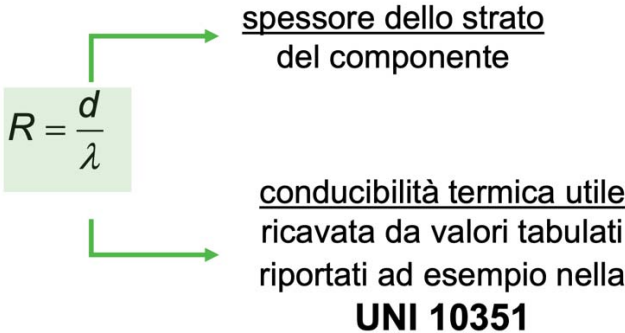 spessore dello strato
del componente
R = d/λ
conducibilità termica utile
ricavata da valori tabulati
riportati ad esempio nella
UNI 10351